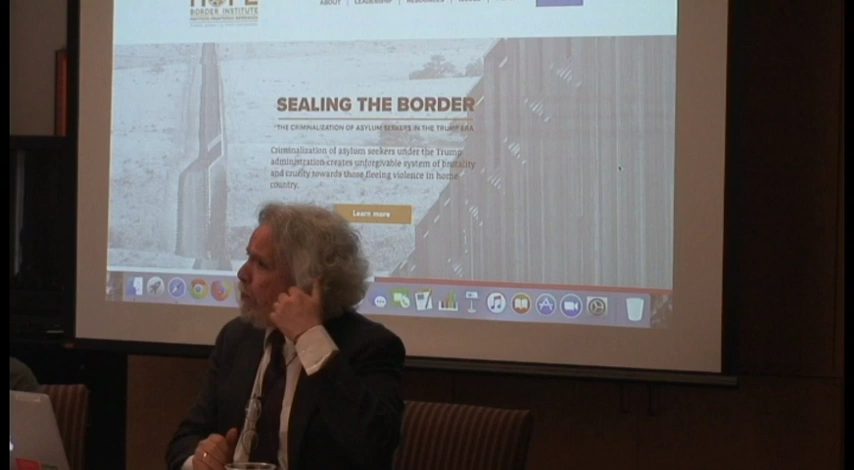 HOPE
BORDER INSTITUTE
ABOUT | LEADERSHIP | RESOURCES
SEALING THE BORDER
"THE CRIMINALIZATION OF ASYLUM SEEKERS IN THE TRUMP ERA
Criminalization of asylum seekers under the Trump
administration creates unforgivable system of brutality
and cruelty towards those fleeing violence in home
country.
Learn more